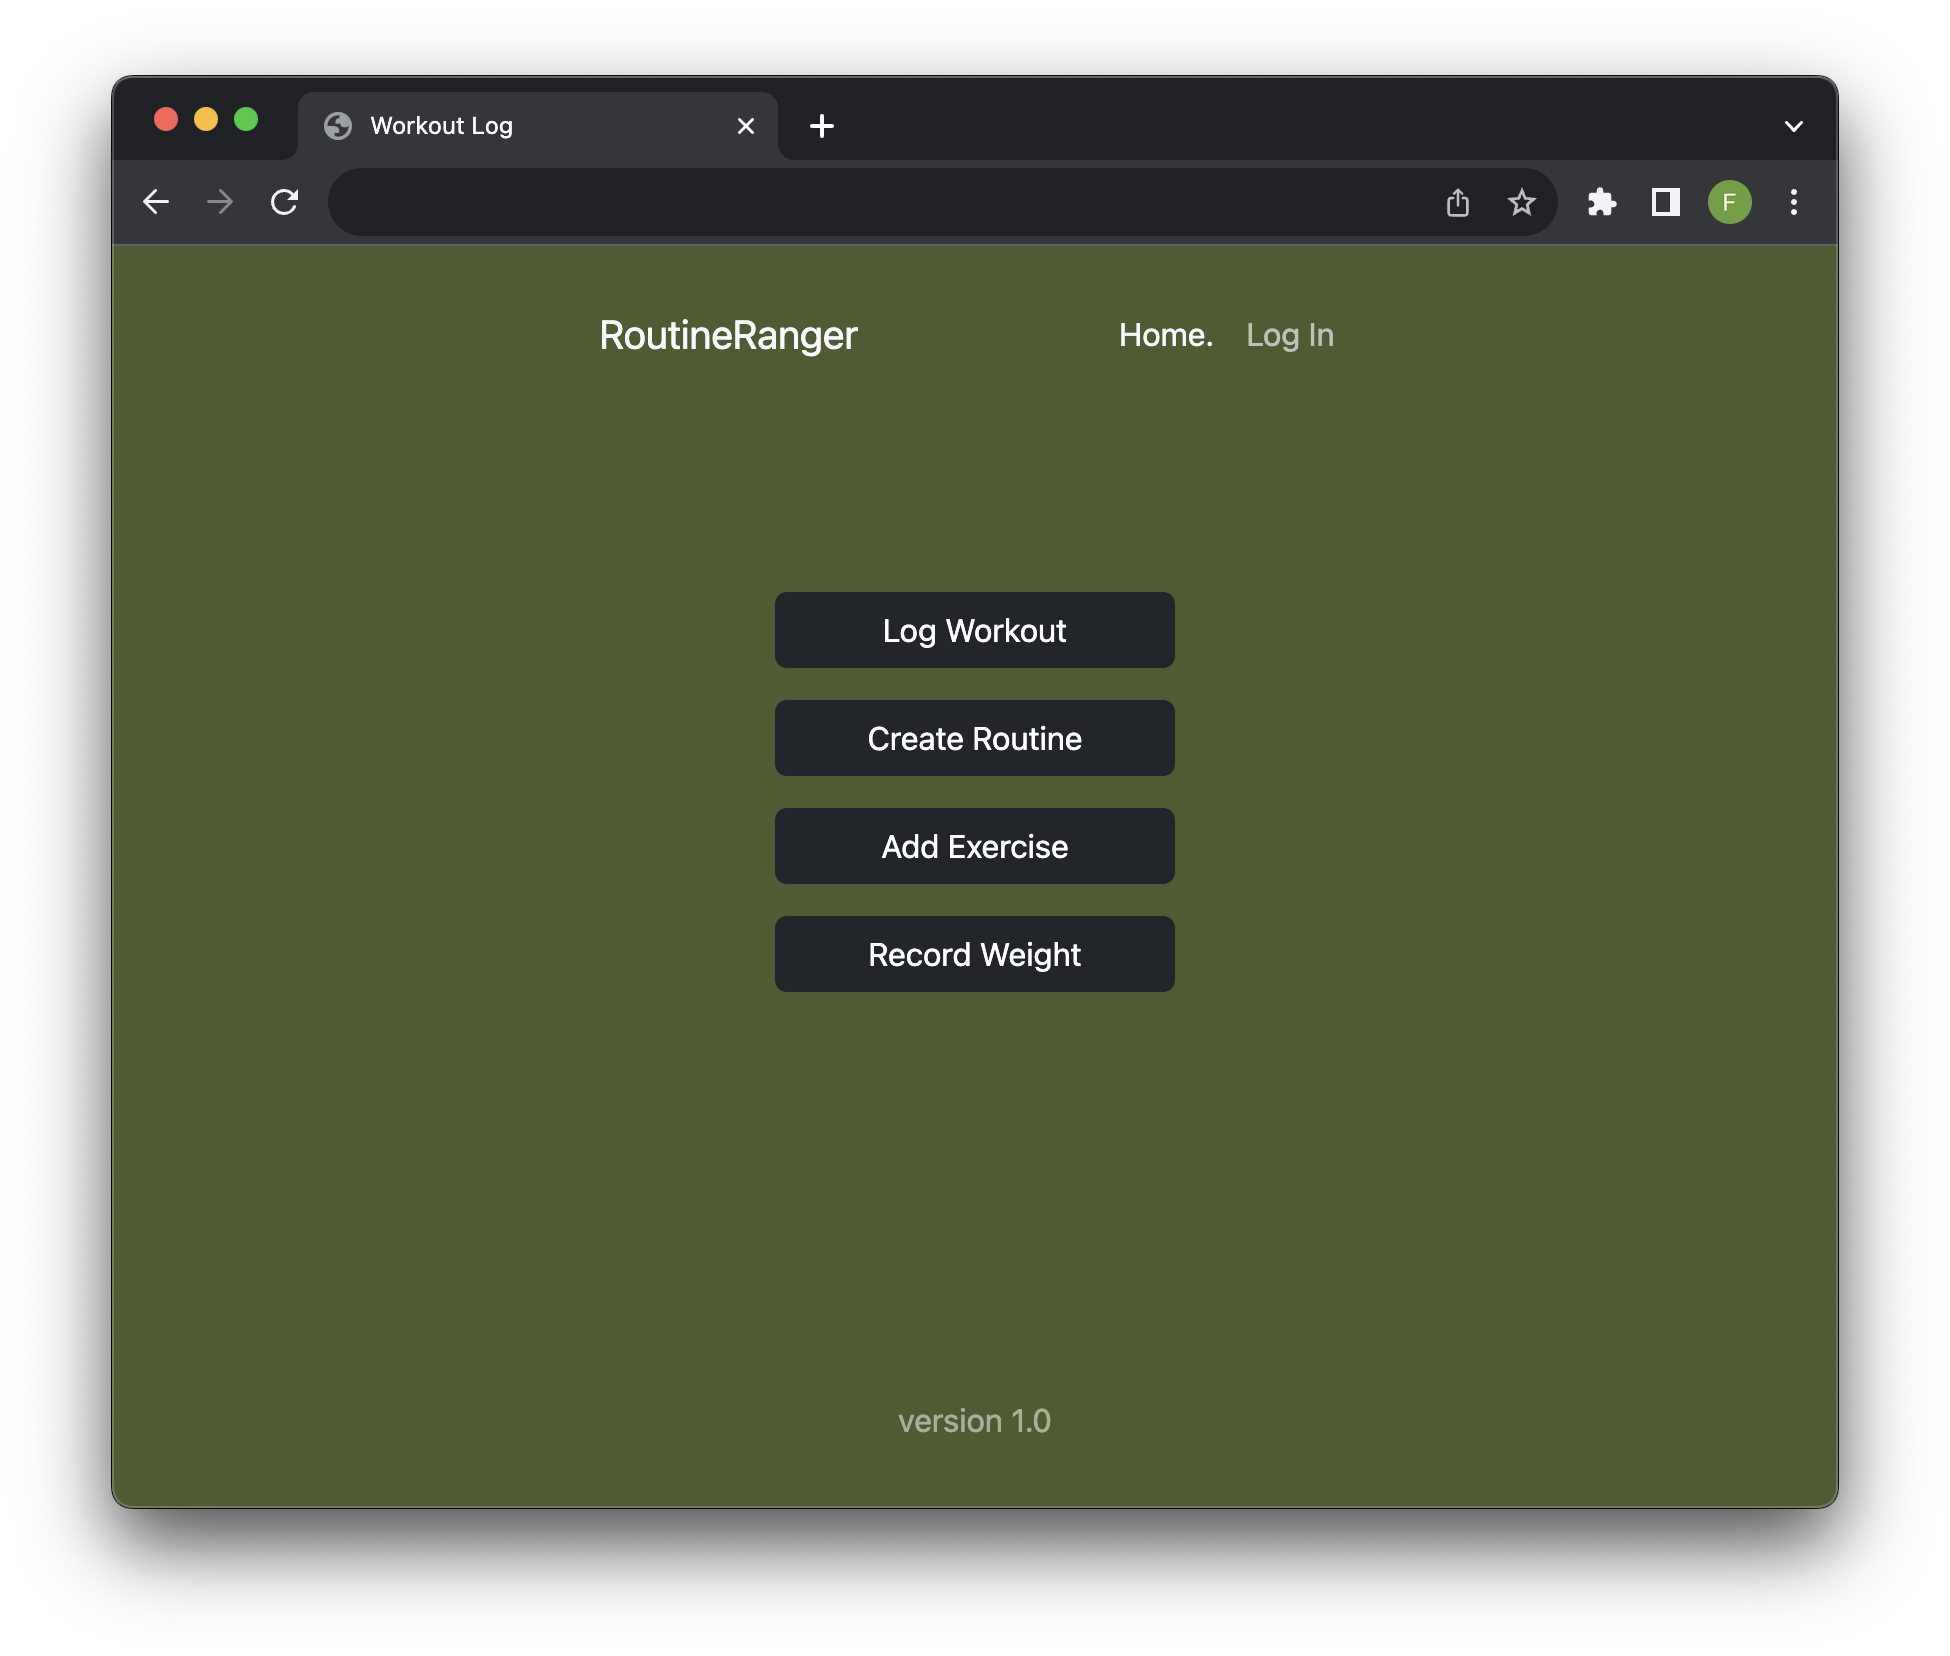 Workout Log
F
RoutineRanger
Home. Log In
Log Workout
Create Routine
Add Exercise
Record Weight
version 1.0